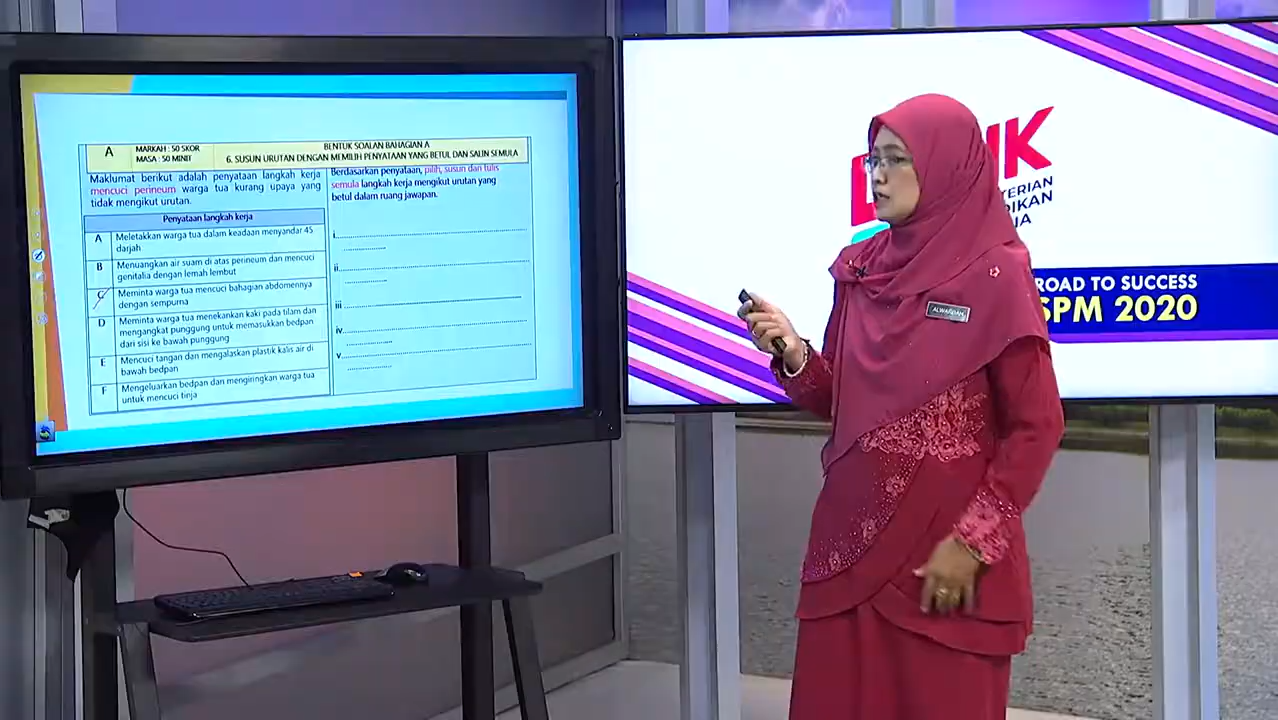 A
MARKAH : 50 SKOR
MASA : 50 MINIT
BENTUK SOALAN BAHAGIAN A
6. SUSUN URUTAN DENGAN MEMILIH PENYATAAN YANG BETUL DAN SALIN SEMULA
Maklumat berikut adalah penyataan langkah kerja
mencuci perineum warga tua kurang upaya yang
tidak mengikut urutan.
Penyataan langkah kerja
A Meletakkan warga tua dalam keadaan menyandar 45
darjah
B Menuangkan air suam di atas perineum dan mencuci
genitalia dengan lemah lembut
C Meminta warga tua mencuci bahagian abdomennya
dengan sempurna
D Meminta warga tua menekankan kaki pada tilam dan
mengangkat punggung untuk memasukkan bedpan
dari sisi ke bawah punggung
E Mencuci tangan dan mengalaskan plastik kalis air di
bawah bedpan
F Mengeluarkan bedpan dan mengiringkan warga tua
untuk mencuci tinja
Berdasarkan penyataan, pilih, susun dan tulis
semula langkah kerja mengikut urutan yang
betul dalam ruang jawapan.
i.
ii.
iii
iv.
v.
ALWARDAH
ROAD TO SUCCESS
SPM 2020